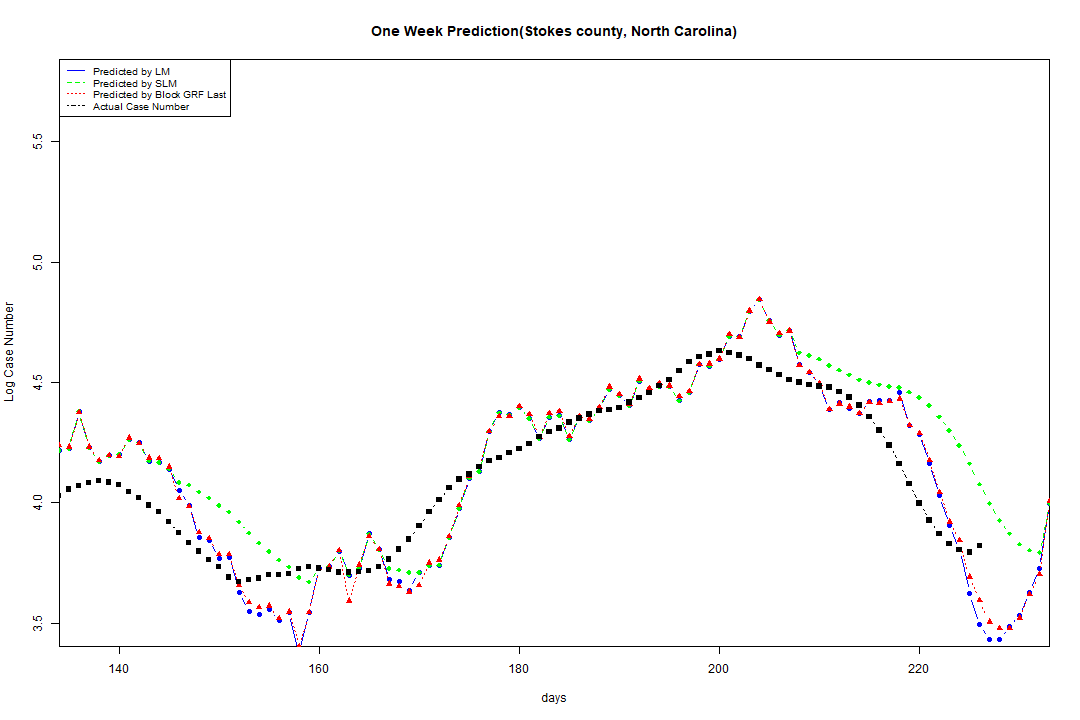 One Week Prediction(Stokes county, North Carolina)
Predicted by LM
Predicted by SLM
Predicted by Block GRF Last
Actual Case Number
5.5
5.0
4.5
4.0
3.5
Log Case Number
140 160 180 200 220
days